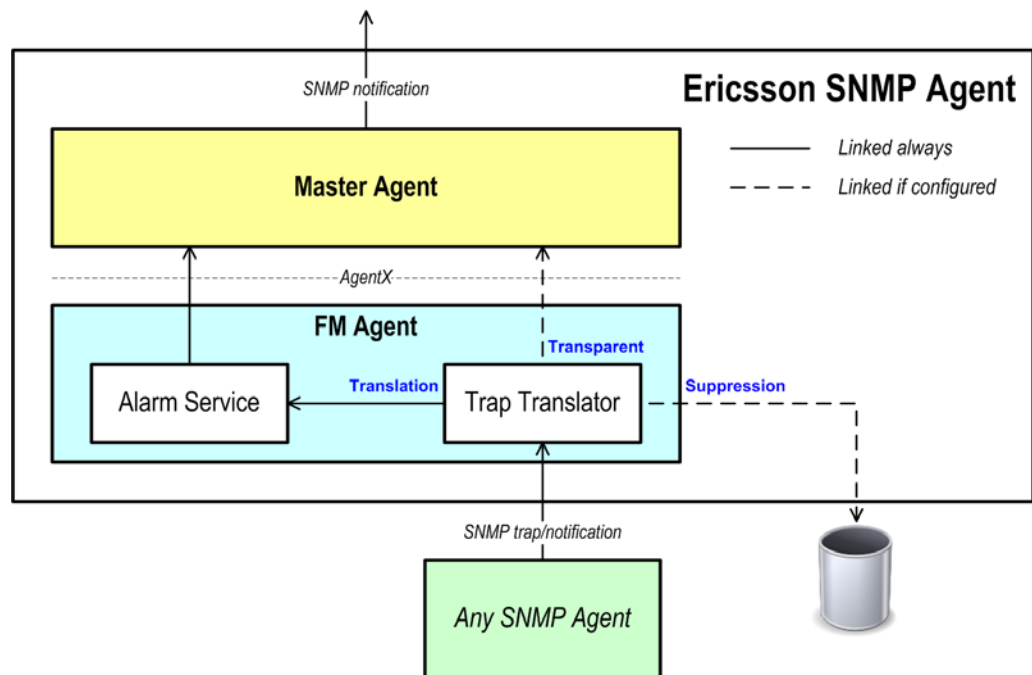 SNMP notification
Ericsson SNMP Agent
Linked always
Linked if configured
Master Agent
AgentX
FM Agent
Transparent
Translation
Suppression
Alarm Service
Trap Translator
SNMP trap/notification
Any SNMP Agent